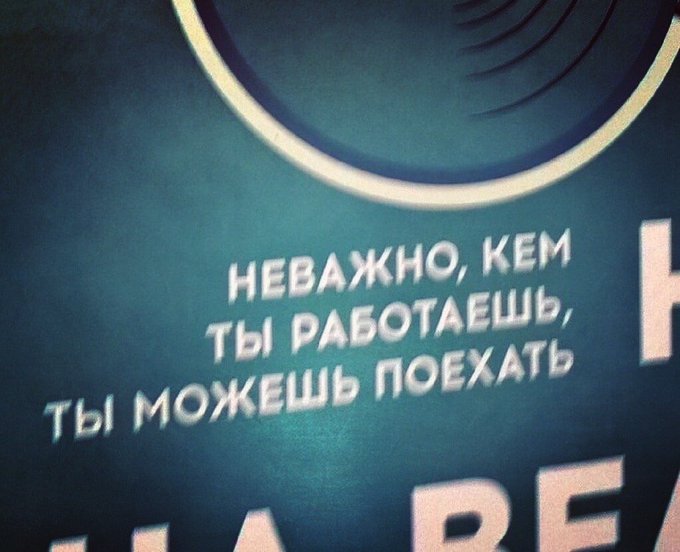 НЕВАЖНО, КЕМ
ТЫ РАБОТАЕШЬ,
ТЫ МОЖЕШЬ ПОЕХАТЬ